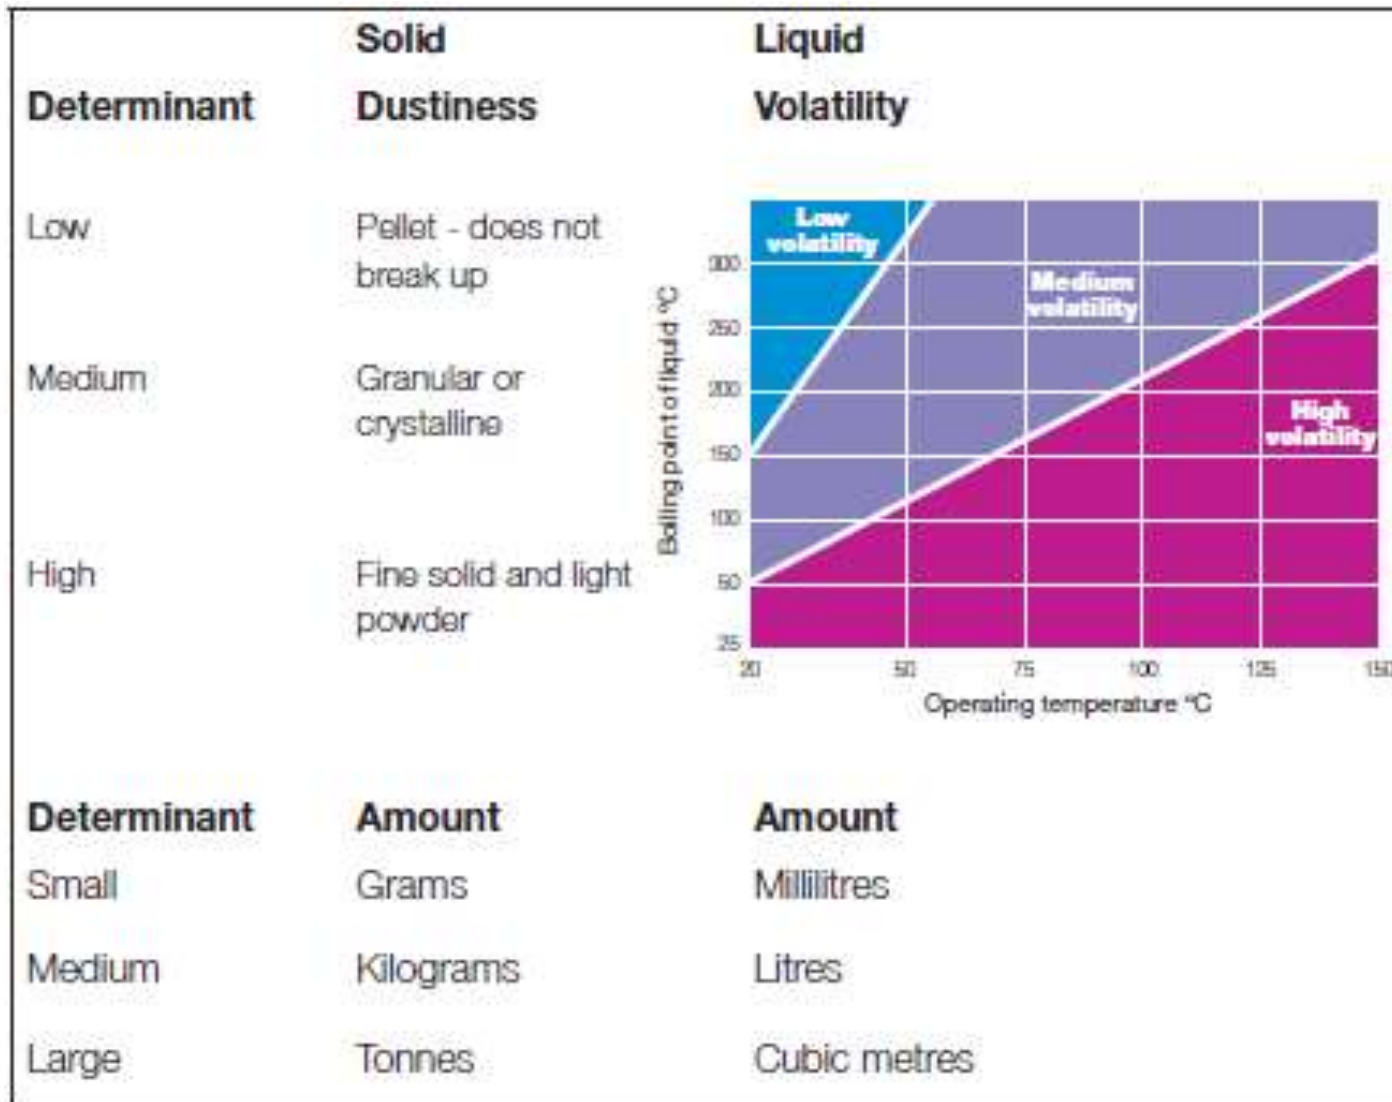 Solid Liquid
Determinant Dustiness Volatility
Low Pellet - does not
break up
Medium Granular or
crystalline
High Fine solid and light
powder
Low
volatility
Medium
volatility
High
volatility
Boiling point of liquid ºC
300
250
200
150
100
50
25
20 50 75 100 125 150
Operating temperature ºC
Determinant Amount Amount
Small Grams Millilitres
Medium Kilograms Litres
Large Tonnes Cubic metres